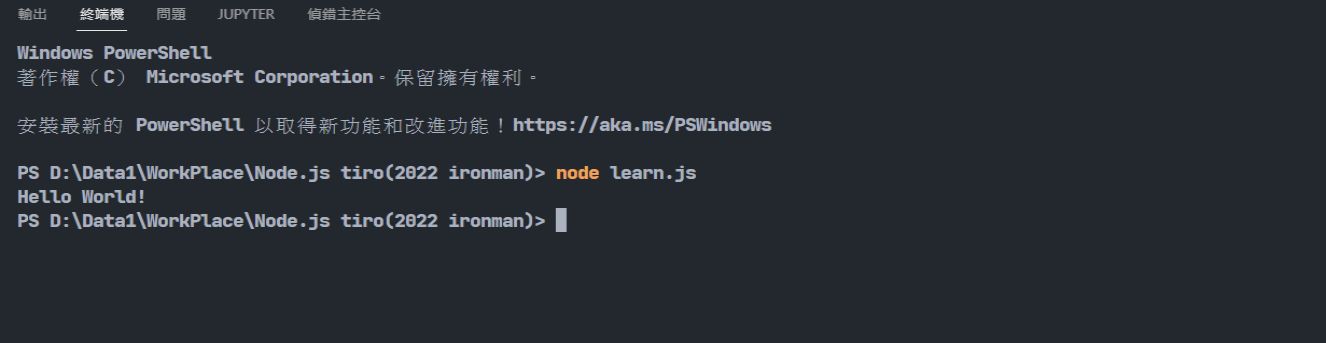 輸出 終端機 問題 JUPYTER 偵錯主控台
Windows PowerShell
著作權（C） Microsoft Corporation。保留擁有權利。
安裝最新的 PowerShell 以取得新功能和改進功能！https://aka.ms/PSWindows
PS D:\Data1\WorkPlace\Node.js tiro(2022 ironman)> node learn.js
Hello World!
PS D:\Data1\WorkPlace\Node.js tiro(2022 ironman)>